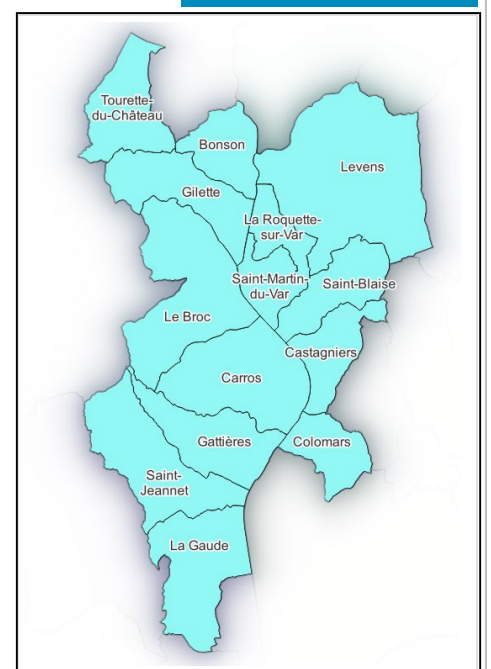 Tourette-
du-Château
Bonson
Levens
Gilette
La Roquette-
sur-Var
Saint-Martin-
du-Var
Saint-Blaise
Le Broc
Castagniers
Carros
Gattières
Colomars
Saint-
Jeannet
La Gaude